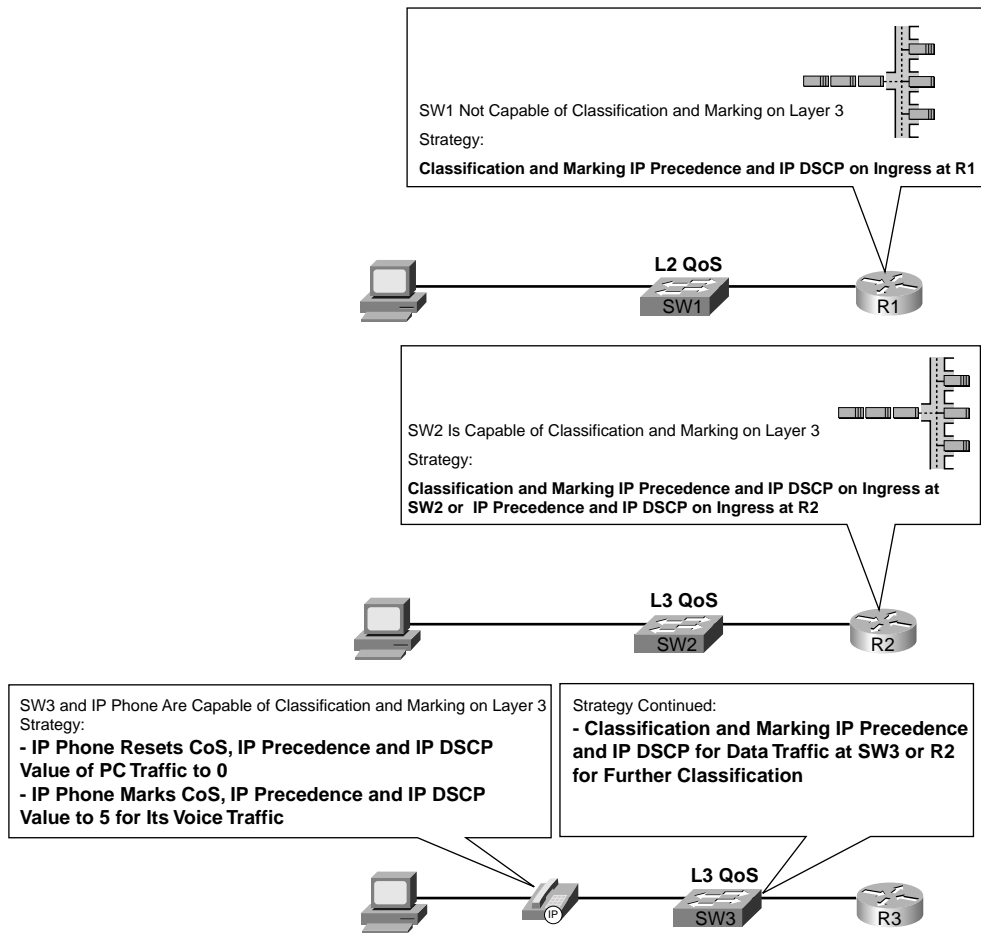 SW1 Not Capable of Classification and Marking on Layer 3
Strategy:
Classification and Marking IP Precedence and IP DSCP on Ingress at R1
L2 QoS
SW1
R1
SW2 Is Capable of Classification and Marking on Layer 3
Strategy:
Classification and Marking IP Precedence and IP DSCP on Ingress at
SW2 or IP Precedence and IP DSCP on Ingress at R2
L3 QoS
SW2
R2
SW3 and IP Phone Are Capable of Classification and Marking on Layer 3
Strategy:
- IP Phone Resets CoS, IP Precedence and IP DSCP
Value of PC Traffic to 0
- IP Phone Marks CoS, IP Precedence and IP DSCP
Value to 5 for Its Voice Traffic
Strategy Continued:
- Classification and Marking IP Precedence
and IP DSCP for Data Traffic at SW3 or R2
for Further Classification
L3 QoS
IP
SW3
R3